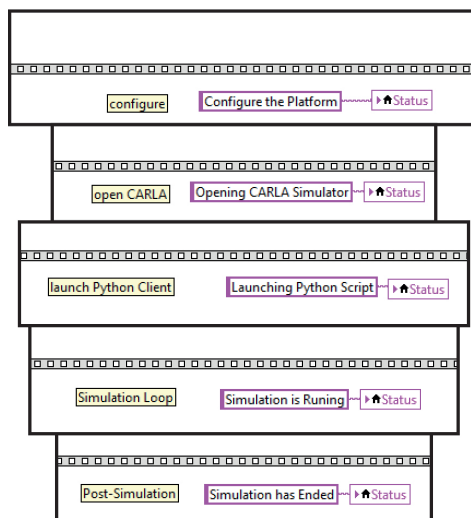 configure Configure the Platform Status
open CARLA Opening CARLA Simulator Status
launch Python Client Launching Python Script Status
Simulation Loop Simulation is Runing Status
Post-Simulation Simulation has Ended Status